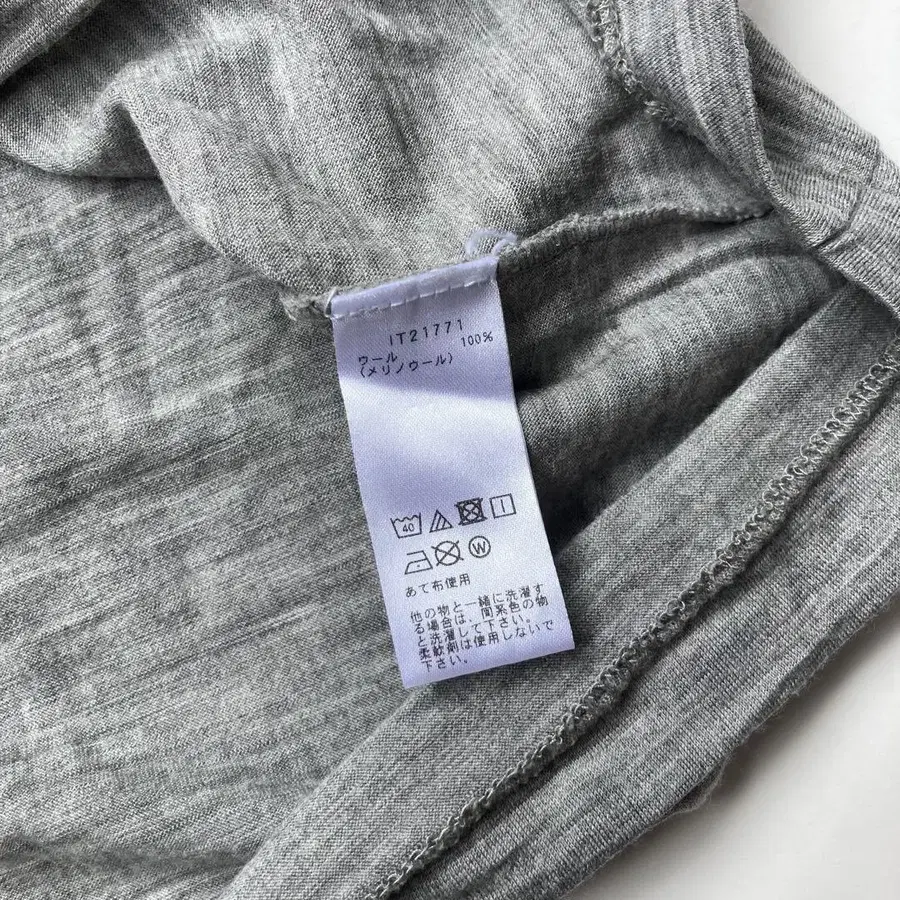 IT21771
ウール 100%
(メリノウール)
40
W
あて布使用
他の物と一緒に洗濯す
る場合は、同系色の物
と洗濯して下さい。
柔軟剤は使用しないで
下さい。